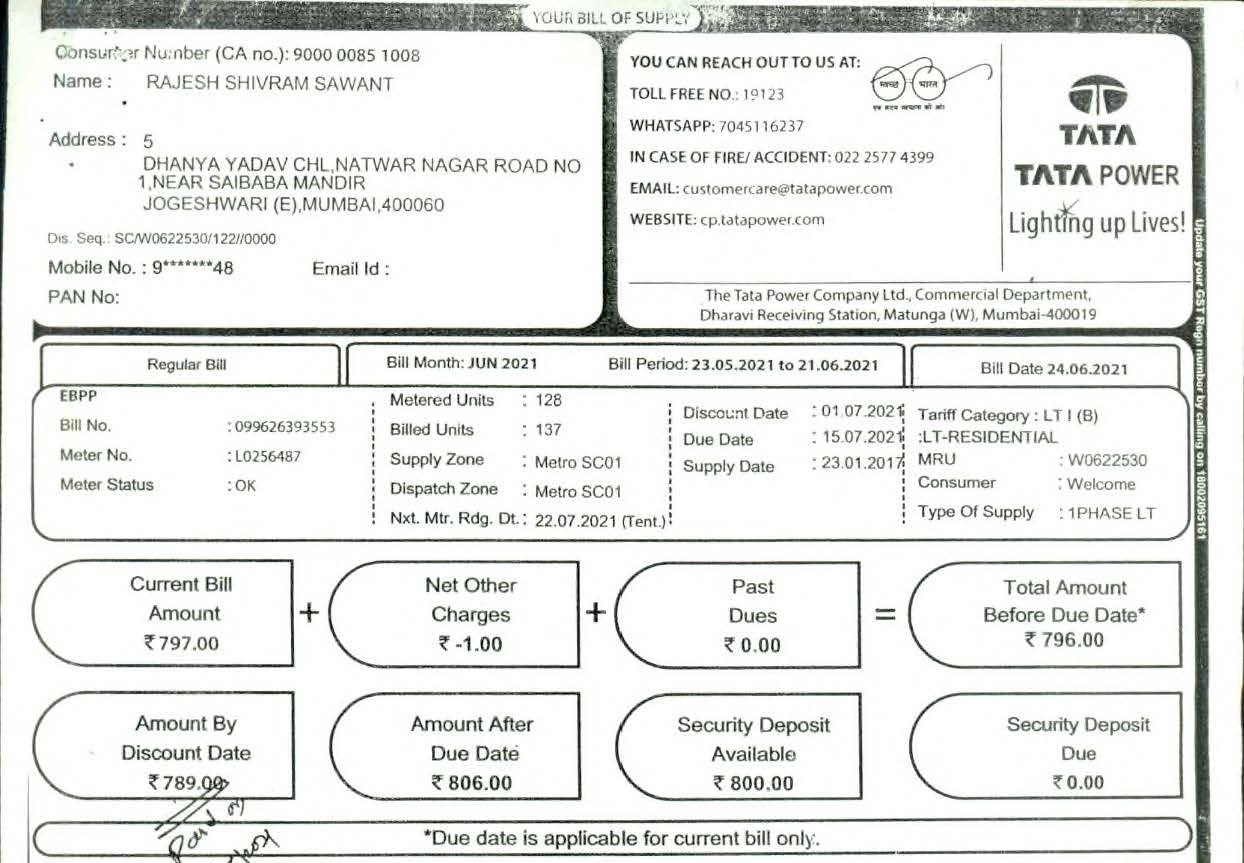 YOUR BILL OF SUPPLY
Consumer Number (CA no.): 9000 0085 1008
Name : RAJESH SHIVRAM SAWANT
Address : 5
DHANYA YADAV CHL,NATWAR NAGAR ROAD NO
1,NEAR SAIBABA MANDIR
JOGESHWARI (E),MUMBAI,400060
Dis. Seq.: SC/W0622530/122//0000
Mobile No. : 9*******48 Email Id :
PAN No:
YOU CAN REACH OUT TO US AT:
TOLL FREE NO.: 19123
WHATSAPP: 7045116237
IN CASE OF FIRE/ ACCIDENT: 022 2577 4399
EMAIL: customercare@tatapower.com
WEBSITE: cp.tatapower.com
स्वच्छ भारत
एक कदम स्वच्छता की ओर
TATA
TATA POWER
Lighting up Lives!
The Tata Power Company Ltd., Commercial Department,
Dharavi Receiving Station, Matunga (W), Mumbai-400019
Update your GST Regn number by calling on 18002095161
Regular Bill
Bill Month: JUN 2021 Bill Period: 23.05.2021 to 21.06.2021
Bill Date 24.06.2021
EBPP
Bill No. : 099626393553
Meter No. : L0256487
Meter Status : OK
Metered Units : 128
Billed Units : 137
Supply Zone : Metro SC01
Dispatch Zone : Metro SC01
Nxt. Mtr. Rdg. Dt. : 22.07.2021 (Tent.)
Discount Date : 01.07.2021
Due Date : 15.07.2021
Supply Date : 23.01.2017
Tariff Category : LT I (B)
:LT-RESIDENTIAL
MRU : W0622530
Consumer : Welcome
Type Of Supply : 1PHASE LT
Current Bill
Amount
₹ 797.00
+
Net Other
Charges
₹ -1.00
+
Past
Dues
₹ 0.00
=
Total Amount
Before Due Date*
₹ 796.00
Amount By
Discount Date
₹ 789.00
Amount After
Due Date
₹ 806.00
Security Deposit
Available
₹ 800.00
Security Deposit
Due
₹ 0.00
Paid on
*Due date is applicable for current bill only.